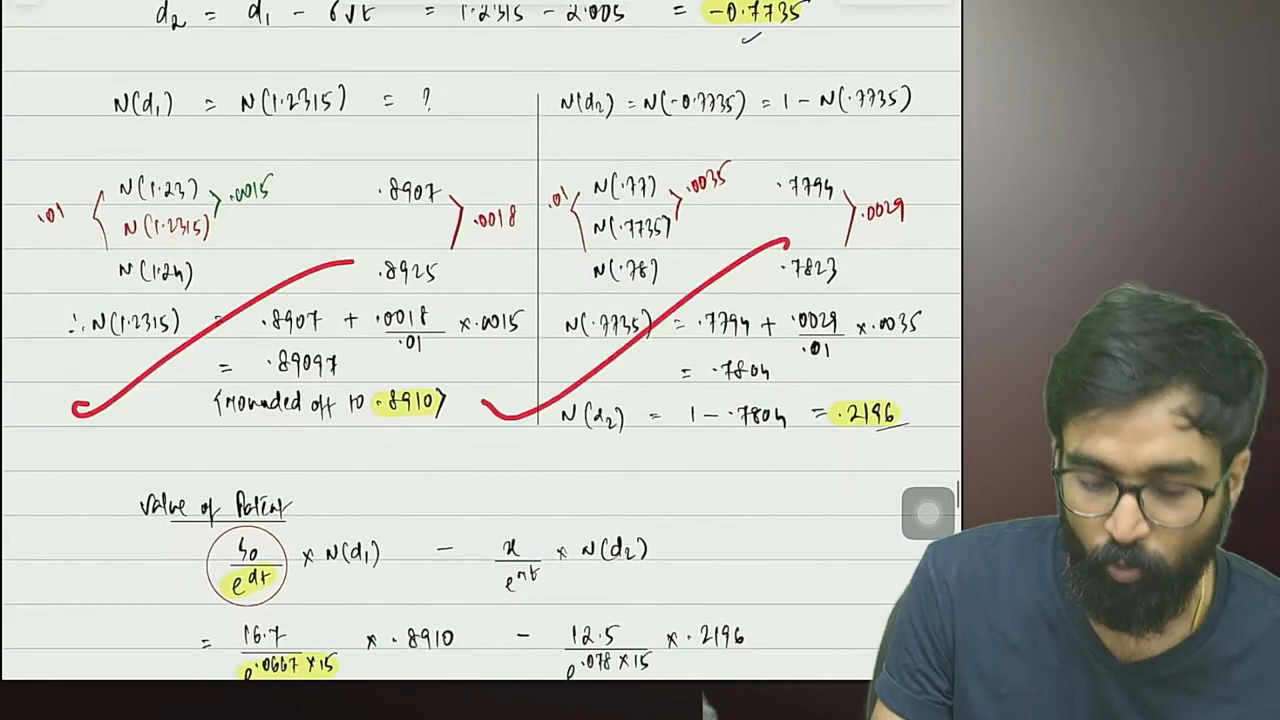 d₂ = d₁ - σ√t = 1.2315 - 2.005 = -0.7735
N(d₁) = N(1.2315) = ?
.01
N(1.23)
N(1.2315)
N(1.24)
.0015
.8907
.8925
.0018
∴ N(1.2315) = .8907 + .0018/.01 × .0015
= .89097
{rounded off to .8910}
N(d₂) = N(-0.7735) = 1 - N(.7735)
.01
N(.77)
N(.7735)
N(.78)
.0035
.7794
.7823
.0029
N(.7735) = .7794 + .0029/.01 × .0035
= .7804
N(d₂) = 1 - .7804 = .2196
Value of Patent
S₀/e^dt × N(d₁) - x/e^rt × N(d₂)
= 16.7/e^.0667×15 × .8910 - 12.5/e^.078×15 × .2196